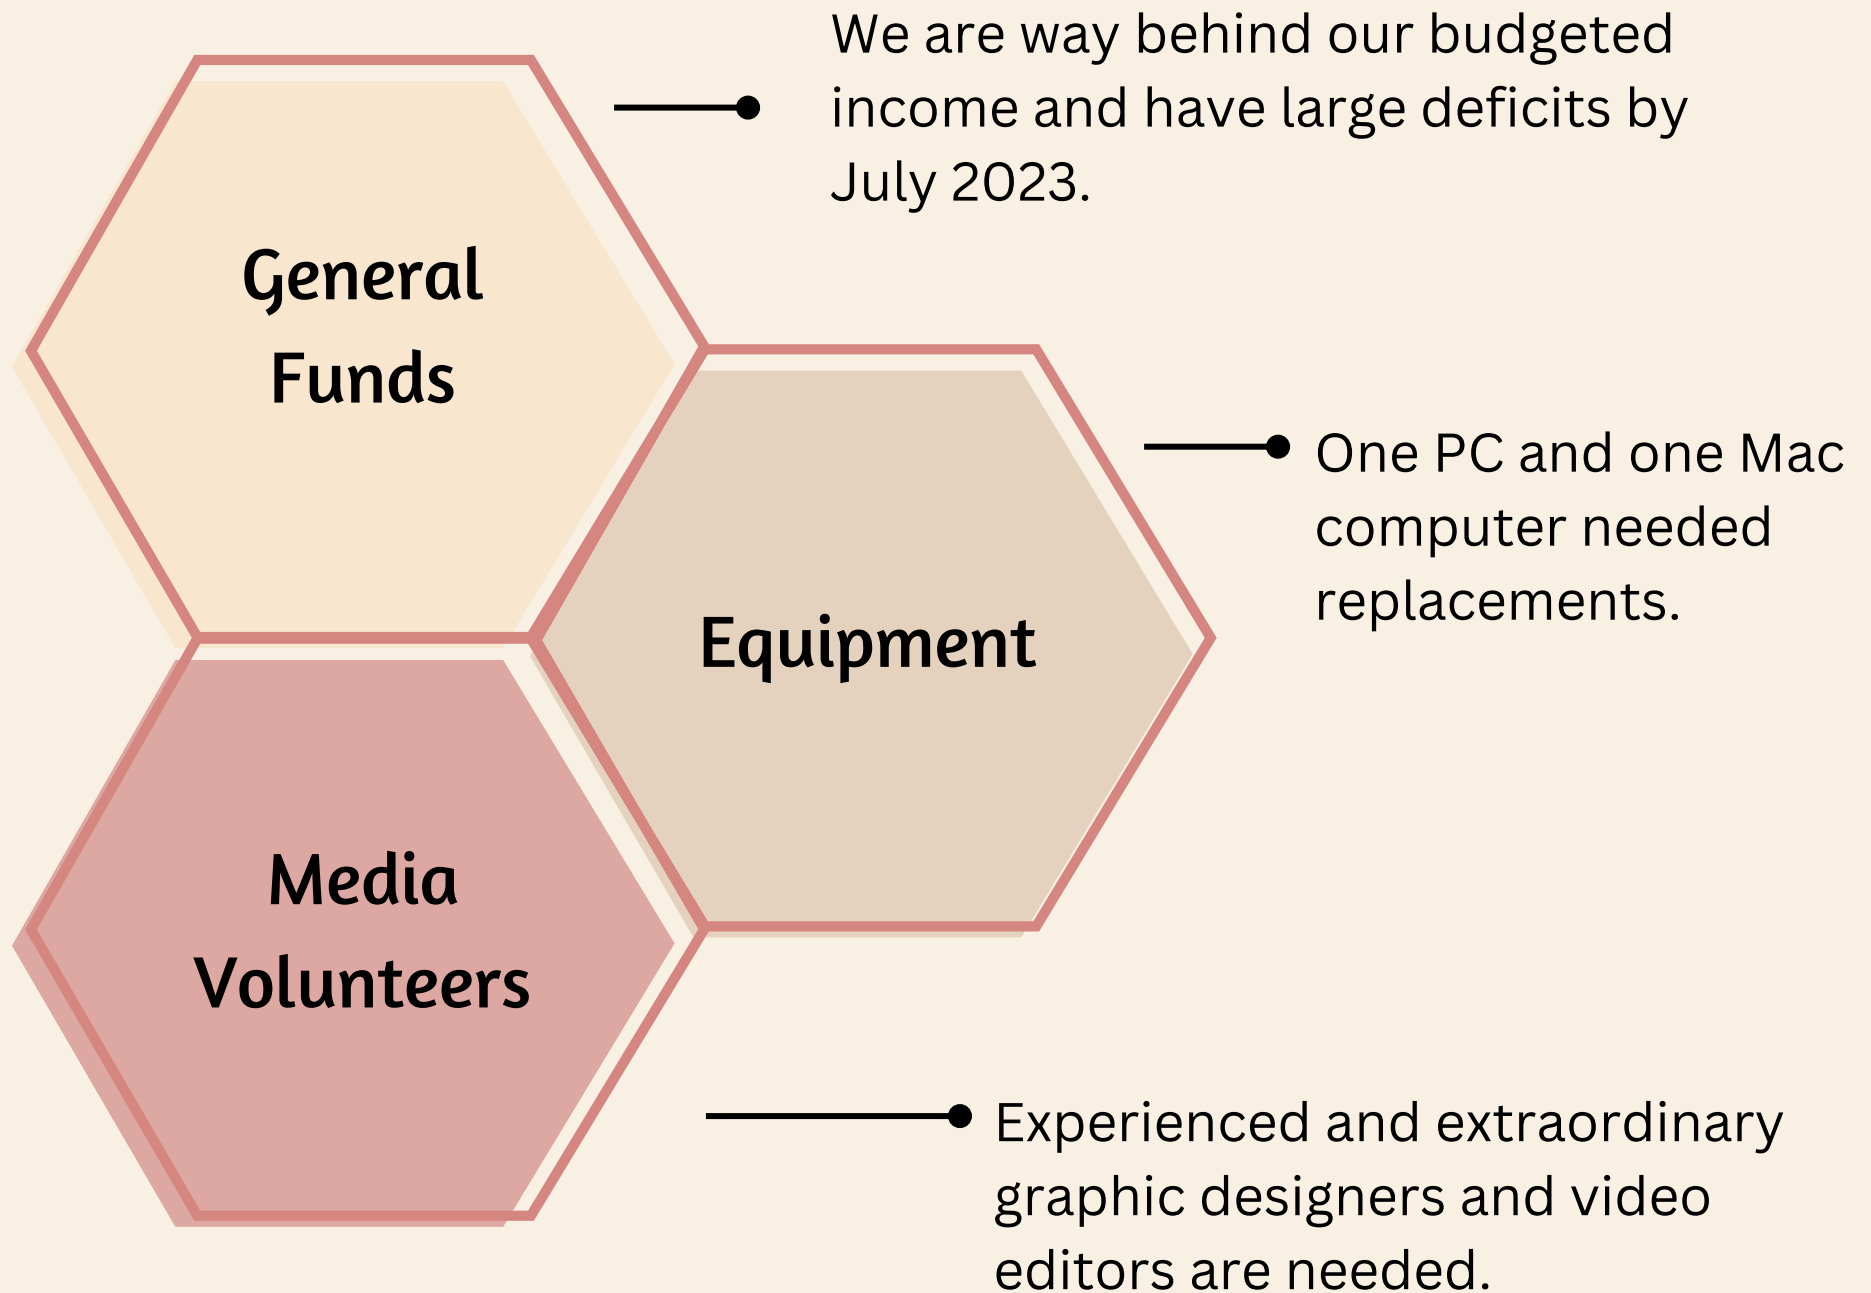 We are way behind our budgeted
income and have large deficits by
July 2023.
General
Funds
One PC and one Mac
computer needed
replacements.
Equipment
Media
Volunteers
Experienced and extraordinary
graphic designers and video
editors are needed.